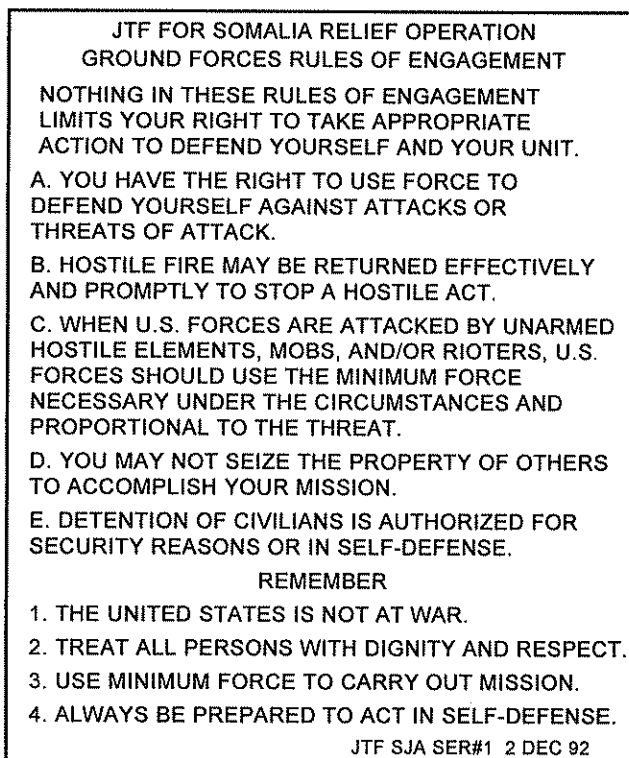 JTF FOR SOMALIA RELIEF OPERATION
GROUND FORCES RULES OF ENGAGEMENT
NOTHING IN THESE RULES OF ENGAGEMENT
LIMITS YOUR RIGHT TO TAKE APPROPRIATE
ACTION TO DEFEND YOURSELF AND YOUR UNIT.
A. YOU HAVE THE RIGHT TO USE FORCE TO
DEFEND YOURSELF AGAINST ATTACKS OR
THREATS OF ATTACK.
B. HOSTILE FIRE MAY BE RETURNED EFFECTIVELY
AND PROMPTLY TO STOP A HOSTILE ACT.
C. WHEN U.S. FORCES ARE ATTACKED BY UNARMED
HOSTILE ELEMENTS, MOBS, AND/OR RIOTERS, U.S.
FORCES SHOULD USE THE MINIMUM FORCE
NECESSARY UNDER THE CIRCUMSTANCES AND
PROPORTIONAL TO THE THREAT.
D. YOU MAY NOT SEIZE THE PROPERTY OF OTHERS
TO ACCOMPLISH YOUR MISSION.
E. DETENTION OF CIVILIANS IS AUTHORIZED FOR
SECURITY REASONS OR IN SELF-DEFENSE.
REMEMBER
1. THE UNITED STATES IS NOT AT WAR.
2. TREAT ALL PERSONS WITH DIGNITY AND RESPECT.
3. USE MINIMUM FORCE TO CARRY OUT MISSION.
4. ALWAYS BE PREPARED TO ACT IN SELF-DEFENSE.
JTF SJA SER#1 2 DEC 92